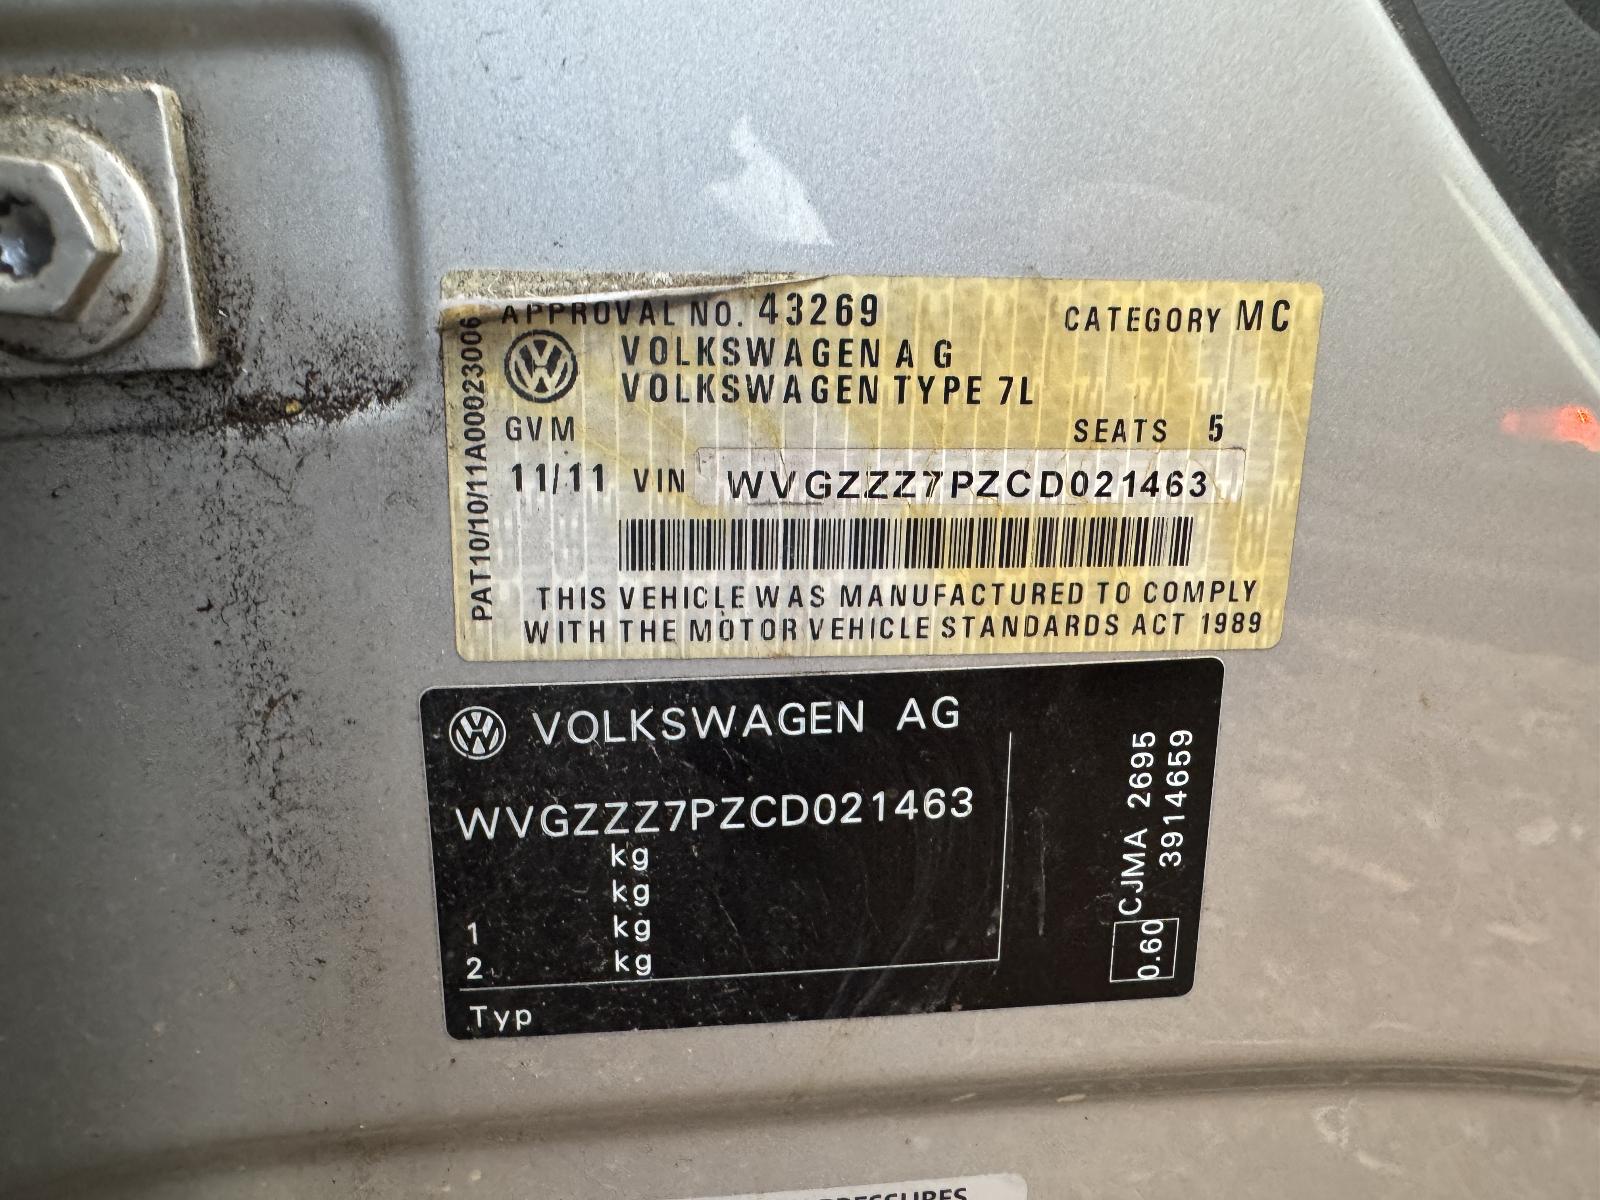 APPROVAL NO. 43269 CATEGORY MC
VOLKSWAGEN AG
VOLKSWAGEN TYPE 7L
GVM SEATS 5
11/11 VIN WVGZZZ7PZCD021463
THIS VEHICLE WAS MANUFACTURED TO COMPLY
WITH THE MOTOR VEHICLE STANDARDS ACT 1989
PAT10/10/11A00023006
VOLKSWAGEN AG
WVGZZZ7PZCD021463
kg
kg
1 kg
2 kg
Typ
0.60 CJMA 2695
3914659
PRESSURES